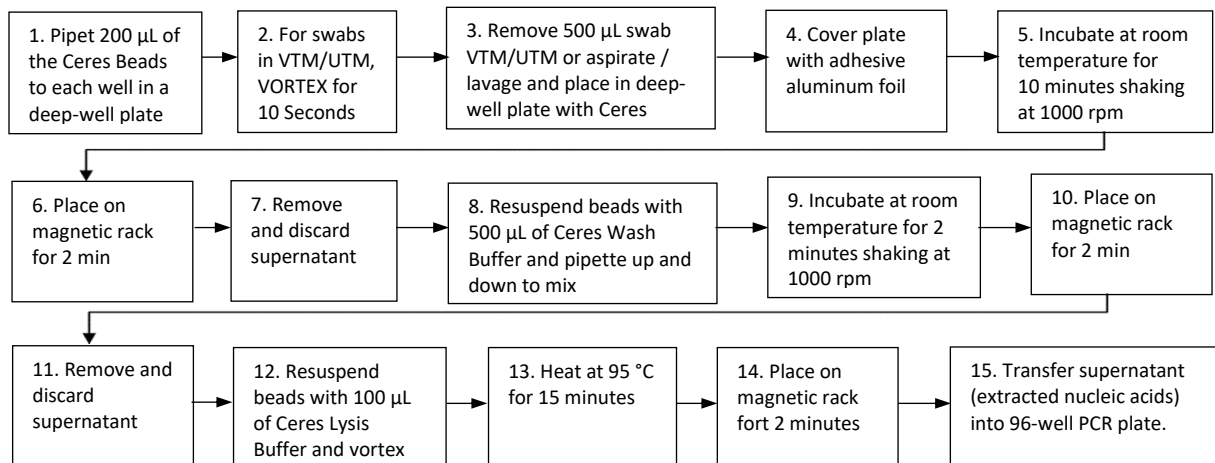 1. Pipet 200 µL of
the Ceres Beads
to each well in a
deep-well plate
2. For swabs
in VTM/UTM,
VORTEX for
10 Seconds
3. Remove 500 µL swab
VTM/UTM or aspirate /
lavage and place in deep-
well plate with Ceres
4. Cover plate
with adhesive
aluminum foil
5. Incubate at room
temperature for
10 minutes shaking
at 1000 rpm
6. Place on
magnetic rack
for 2 min
7. Remove
and discard
supernatant
8. Resuspend beads with
500 µL of Ceres Wash
Buffer and pipette up and
down to mix
9. Incubate at room
temperature for 2
minutes shaking at
1000 rpm
10. Place on
magnetic rack
for 2 min
11. Remove and
discard
supernatant
12. Resuspend
beads with 100 µL
of Ceres Lysis
Buffer and vortex
13. Heat at 95 °C
for 15 minutes
14. Place on
magnetic rack
fort 2 minutes
15. Transfer supernatant
(extracted nucleic acids)
into 96-well PCR plate.